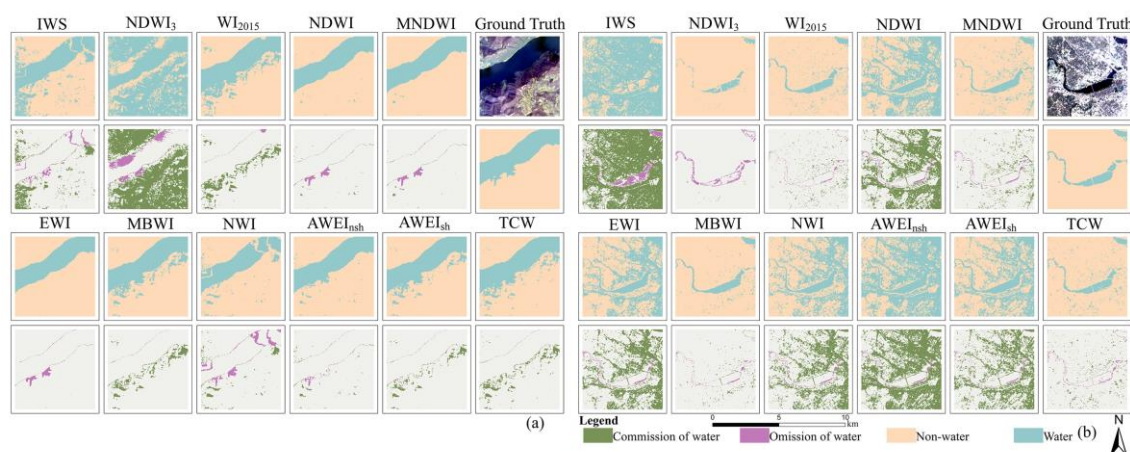 IWS NDWI₃ WI₂₀₁₅ NDWI MNDWI Ground Truth
EWI MBWI NWI AWEIₙₛₕ AWEIₛₕ TCW
(a)
IWS NDWI₃ WI₂₀₁₅ NDWI MNDWI Ground Truth
EWI MBWI NWI AWEIₙₛₕ AWEIₛₕ TCW
Legend
0 5 10
km
Commission of water Omission of water Non-water Water
(b)
N